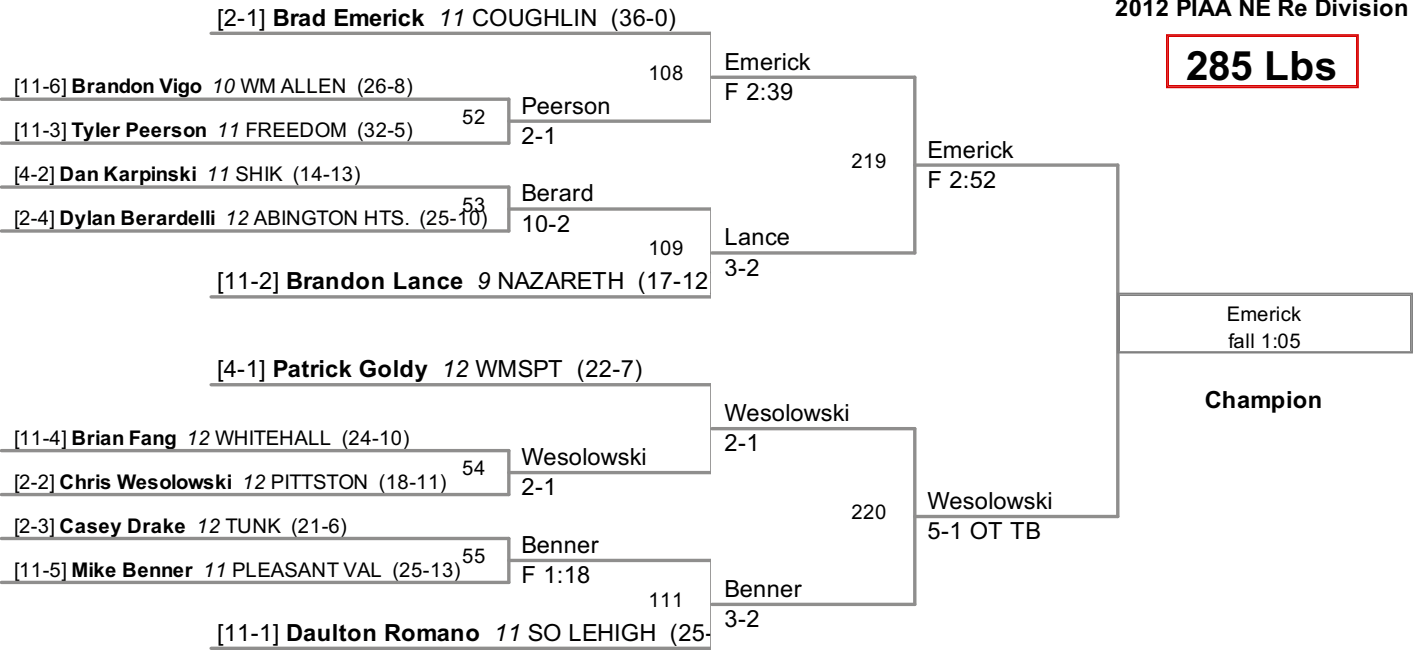 2012 PIAA NE Re Division
285 Lbs
[2-1] Brad Emerick 11 COUGHLIN (36-0)
108
Emerick
F 2:39
[11-6] Brandon Vigo 10 WM ALLEN (26-8)
52
Peerson
2-1
[11-3] Tyler Peerson 11 FREEDOM (32-5)
219
Emerick
F 2:52
[4-2] Dan Karpinski 11 SHIK (14-13)
53
Berard
10-2
[2-4] Dylan Berardelli 12 ABINGTON HTS. (25-10)
109
Lance
3-2
[11-2] Brandon Lance 9 NAZARETH (17-12
Emerick
fall 1:05
Champion
[4-1] Patrick Goldy 12 WMSPT (22-7)
Wesolowski
2-1
[11-4] Brian Fang 12 WHITEHALL (24-10)
54
Wesolowski
2-1
[2-2] Chris Wesolowski 12 PITTSTON (18-11)
220
Wesolowski
5-1 OT TB
[2-3] Casey Drake 12 TUNK (21-6)
55
Benner
F 1:18
[11-5] Mike Benner 11 PLEASANT VAL (25-13)
111
Benner
3-2
[11-1] Daulton Romano 11 SO LEHIGH (25-